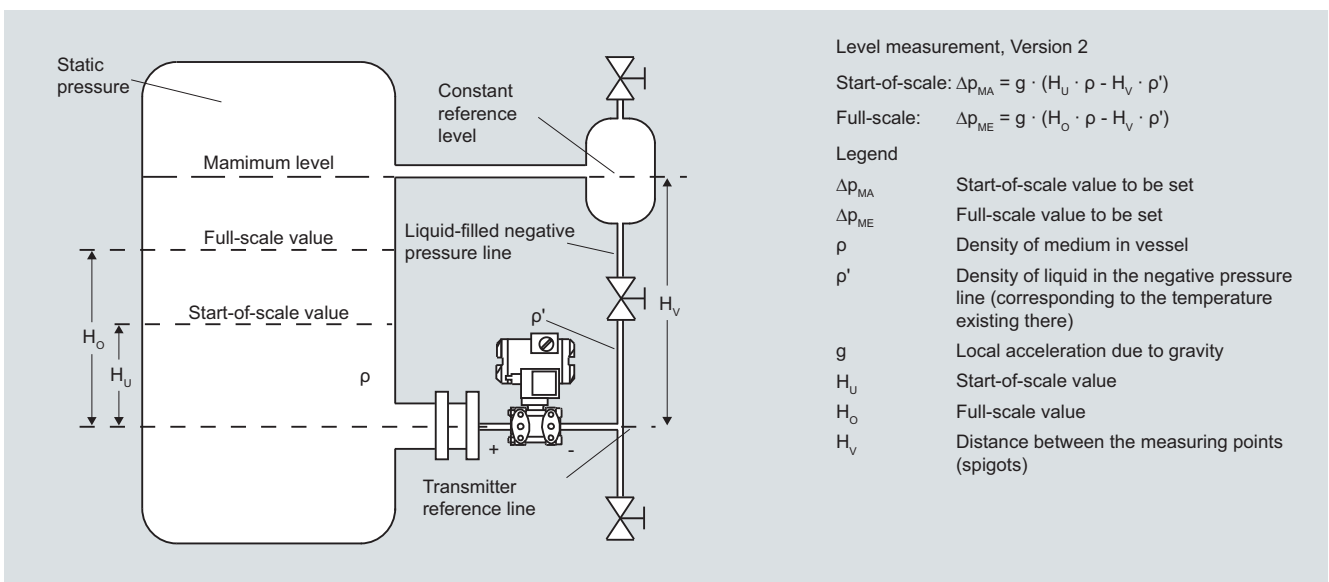 Static
pressure
Constant
reference
level
Mamimum level
Full-scale value
Liquid-filled negative
pressure line
Start-of-scale value
H_O
H_U
H_V
ρ'
ρ
+ -
Transmitter
reference line
Level measurement, Version 2
Start-of-scale: Δp_MA = g · (H_U · ρ - H_V · ρ')
Full-scale: Δp_ME = g · (H_O · ρ - H_V · ρ')
Legend
Δp_MA Start-of-scale value to be set
Δp_ME Full-scale value to be set
ρ Density of medium in vessel
ρ' Density of liquid in the negative pressure
line (corresponding to the temperature
existing there)
g Local acceleration due to gravity
H_U Start-of-scale value
H_O Full-scale value
H_V Distance between the measuring points
(spigots)